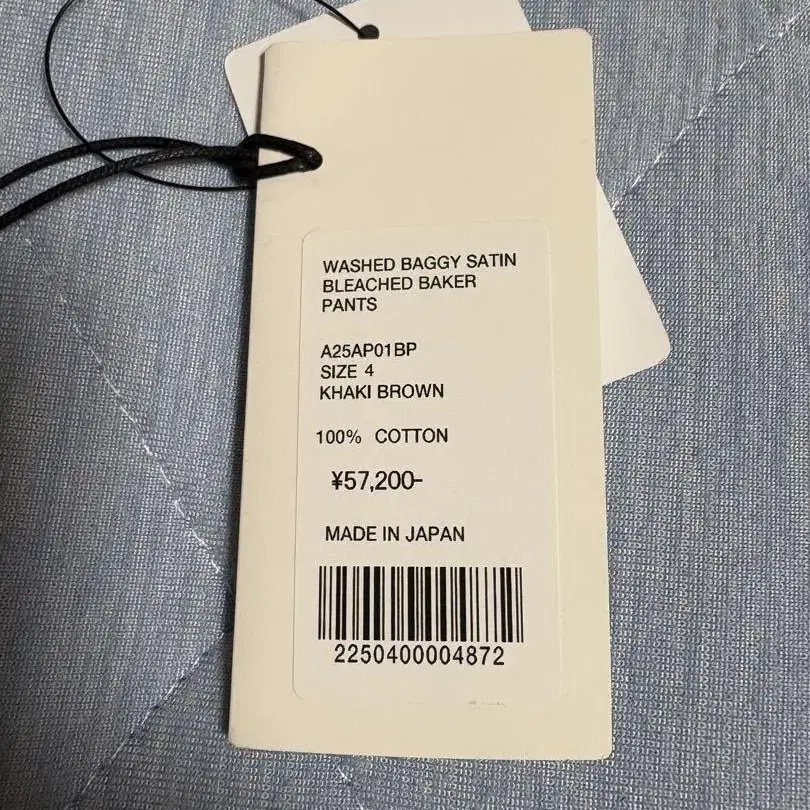 WASHED BAGGY SATIN
BLEACHED BAKER
PANTS
A25AP01BP
SIZE 4
KHAKI BROWN
100% COTTON
¥57,200-
MADE IN JAPAN
2250400004872